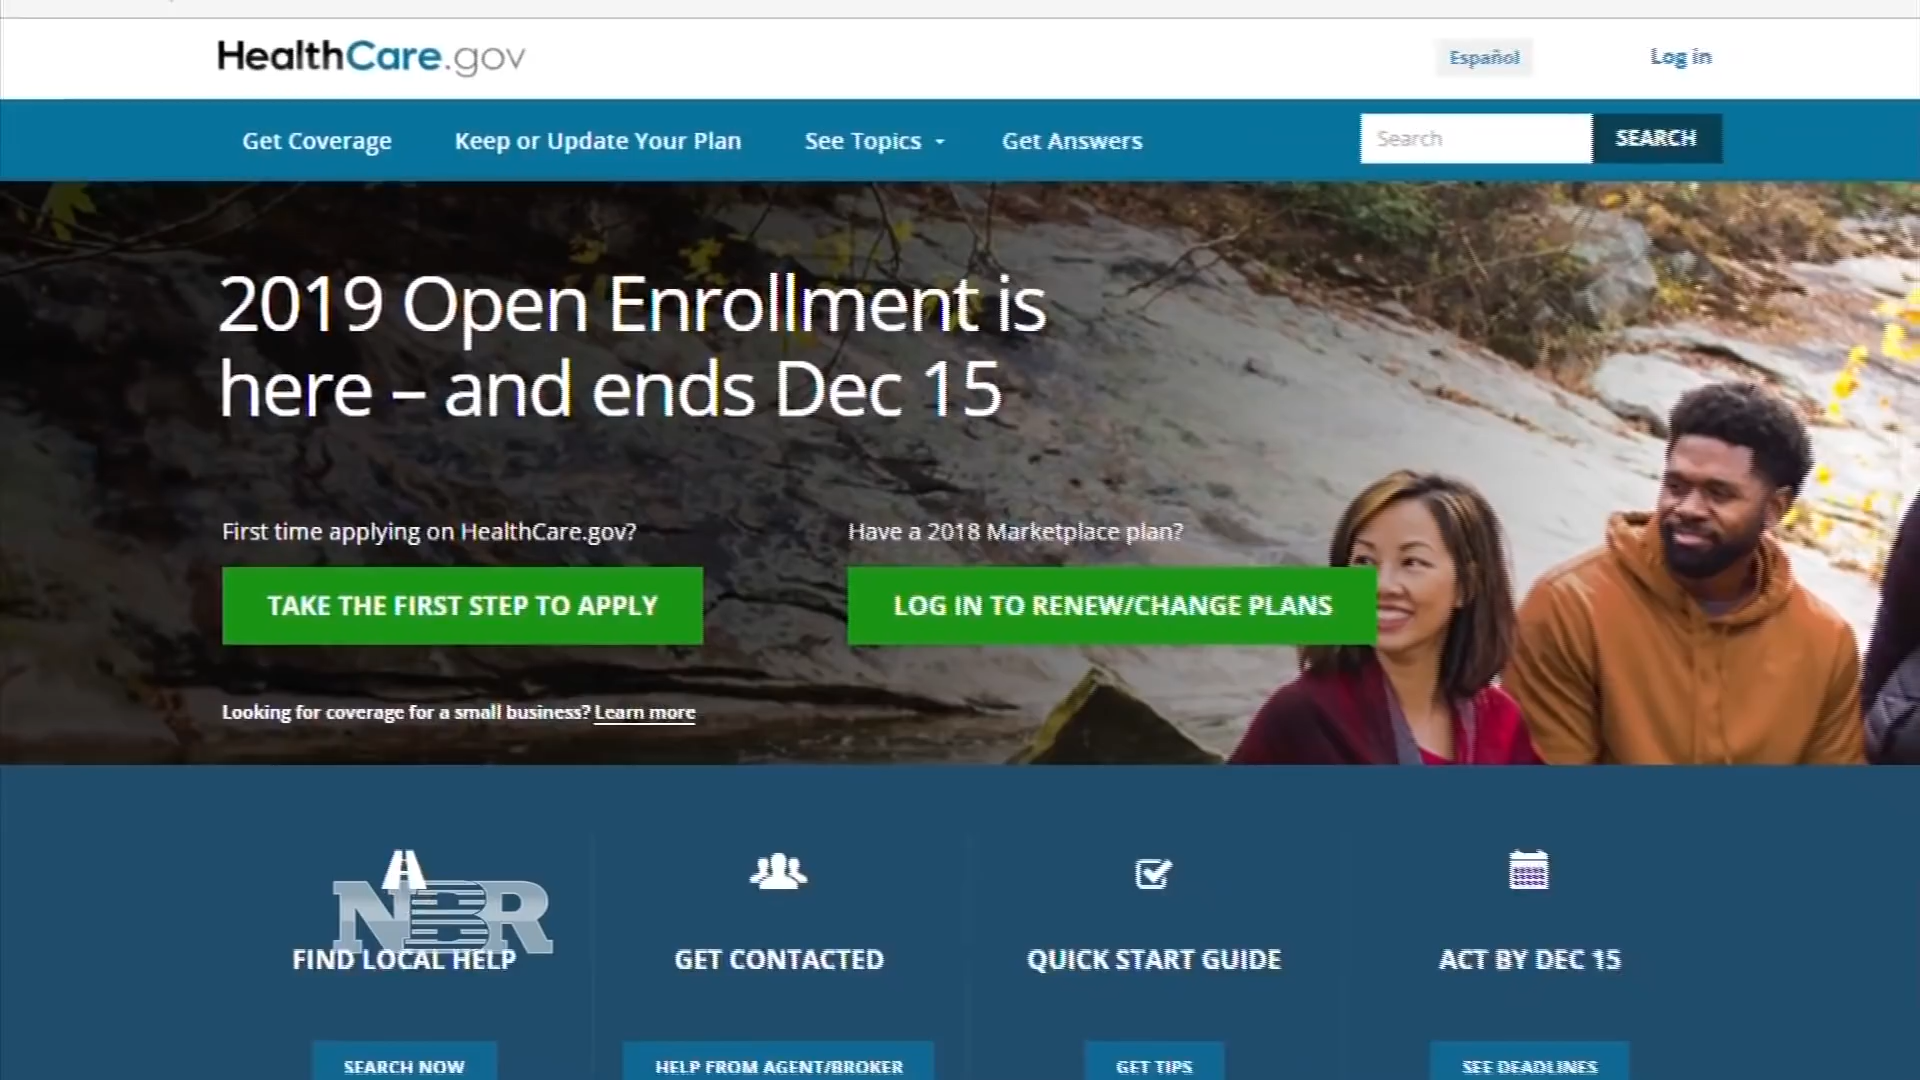 HealthCare.gov
Español
Log in
Get Coverage
Keep or Update Your Plan
See Topics
Get Answers
Search
SEARCH
2019 Open Enrollment is
here – and ends Dec 15
First time applying on HealthCare.gov?
Have a 2018 Marketplace plan?
TAKE THE FIRST STEP TO APPLY
LOG IN TO RENEW/CHANGE PLANS
Looking for coverage for a small business? Learn more
NBR
FIND LOCAL HELP
GET CONTACTED
QUICK START GUIDE
ACT BY DEC 15
SEARCH NOW
HELP FROM AGENT/BROKER
GET TIPS
SEE DEADLINES